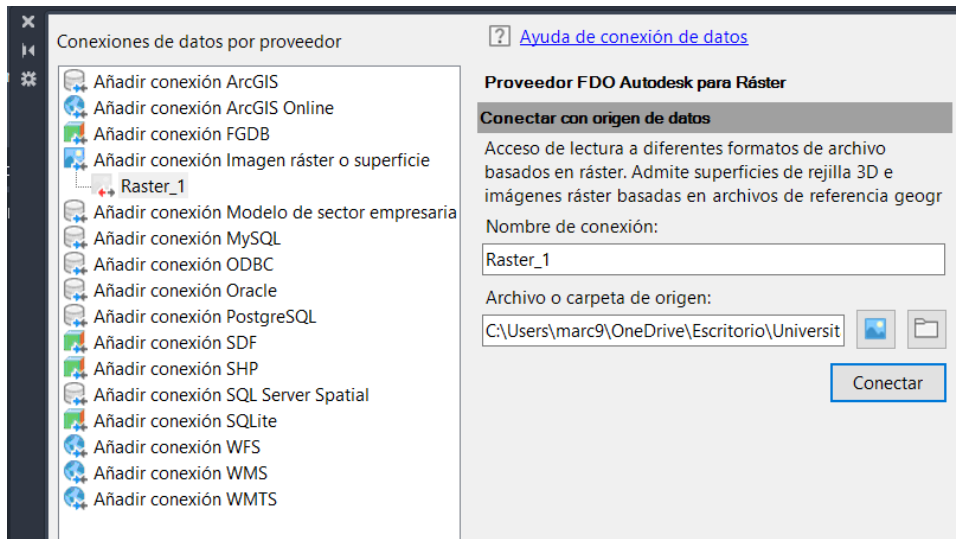 Conexiones de datos por proveedor
Añadir conexión ArcGIS
Añadir conexión ArcGIS Online
Añadir conexión FGDB
Añadir conexión Imagen ráster o superficie
Raster_1
Añadir conexión Modelo de sector empresaria
Añadir conexión MySQL
Añadir conexión ODBC
Añadir conexión Oracle
Añadir conexión PostgreSQL
Añadir conexión SDF
Añadir conexión SHP
Añadir conexión SQL Server Spatial
Añadir conexión SQLite
Añadir conexión WFS
Añadir conexión WMS
Añadir conexión WMTS
? Ayuda de conexión de datos
Proveedor FDO Autodesk para Ráster
Conectar con origen de datos
Acceso de lectura a diferentes formatos de archivo
basados en ráster. Admite superficies de rejilla 3D e
imágenes ráster basadas en archivos de referencia geogr
Nombre de conexión:
Raster_1
Archivo o carpeta de origen:
C:\Users\marc9\OneDrive\Escritorio\Universit
Conectar